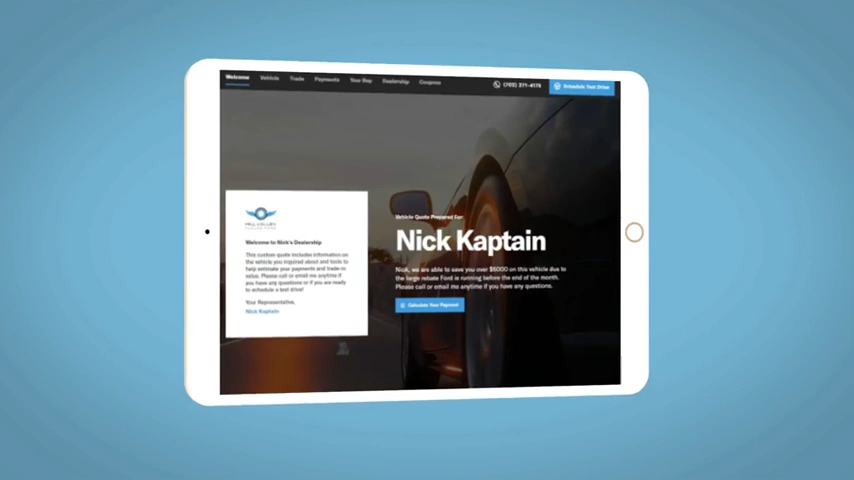 Welcome Vehicle Trade Payments Your Rep Dealership Coupons
(702) 371-4178 Schedule Test Drive
HILL VALLEY
Welcome to Nick's Dealership
This custom quote includes information on
the vehicle you inquired about and tools to
help estimate your payments and trade-in
value. Please call or email me anytime if
you have any questions or if you are ready
to schedule a test drive!
Your Representative,
Nick Kaptain
Vehicle Quote Prepared For:
Nick Kaptain
Nick, we are able to save you over $6000 on this vehicle due to
the large rebate Ford is running before the end of the month.
Please call or email me anytime if you have any questions.
Calculate Your Payment